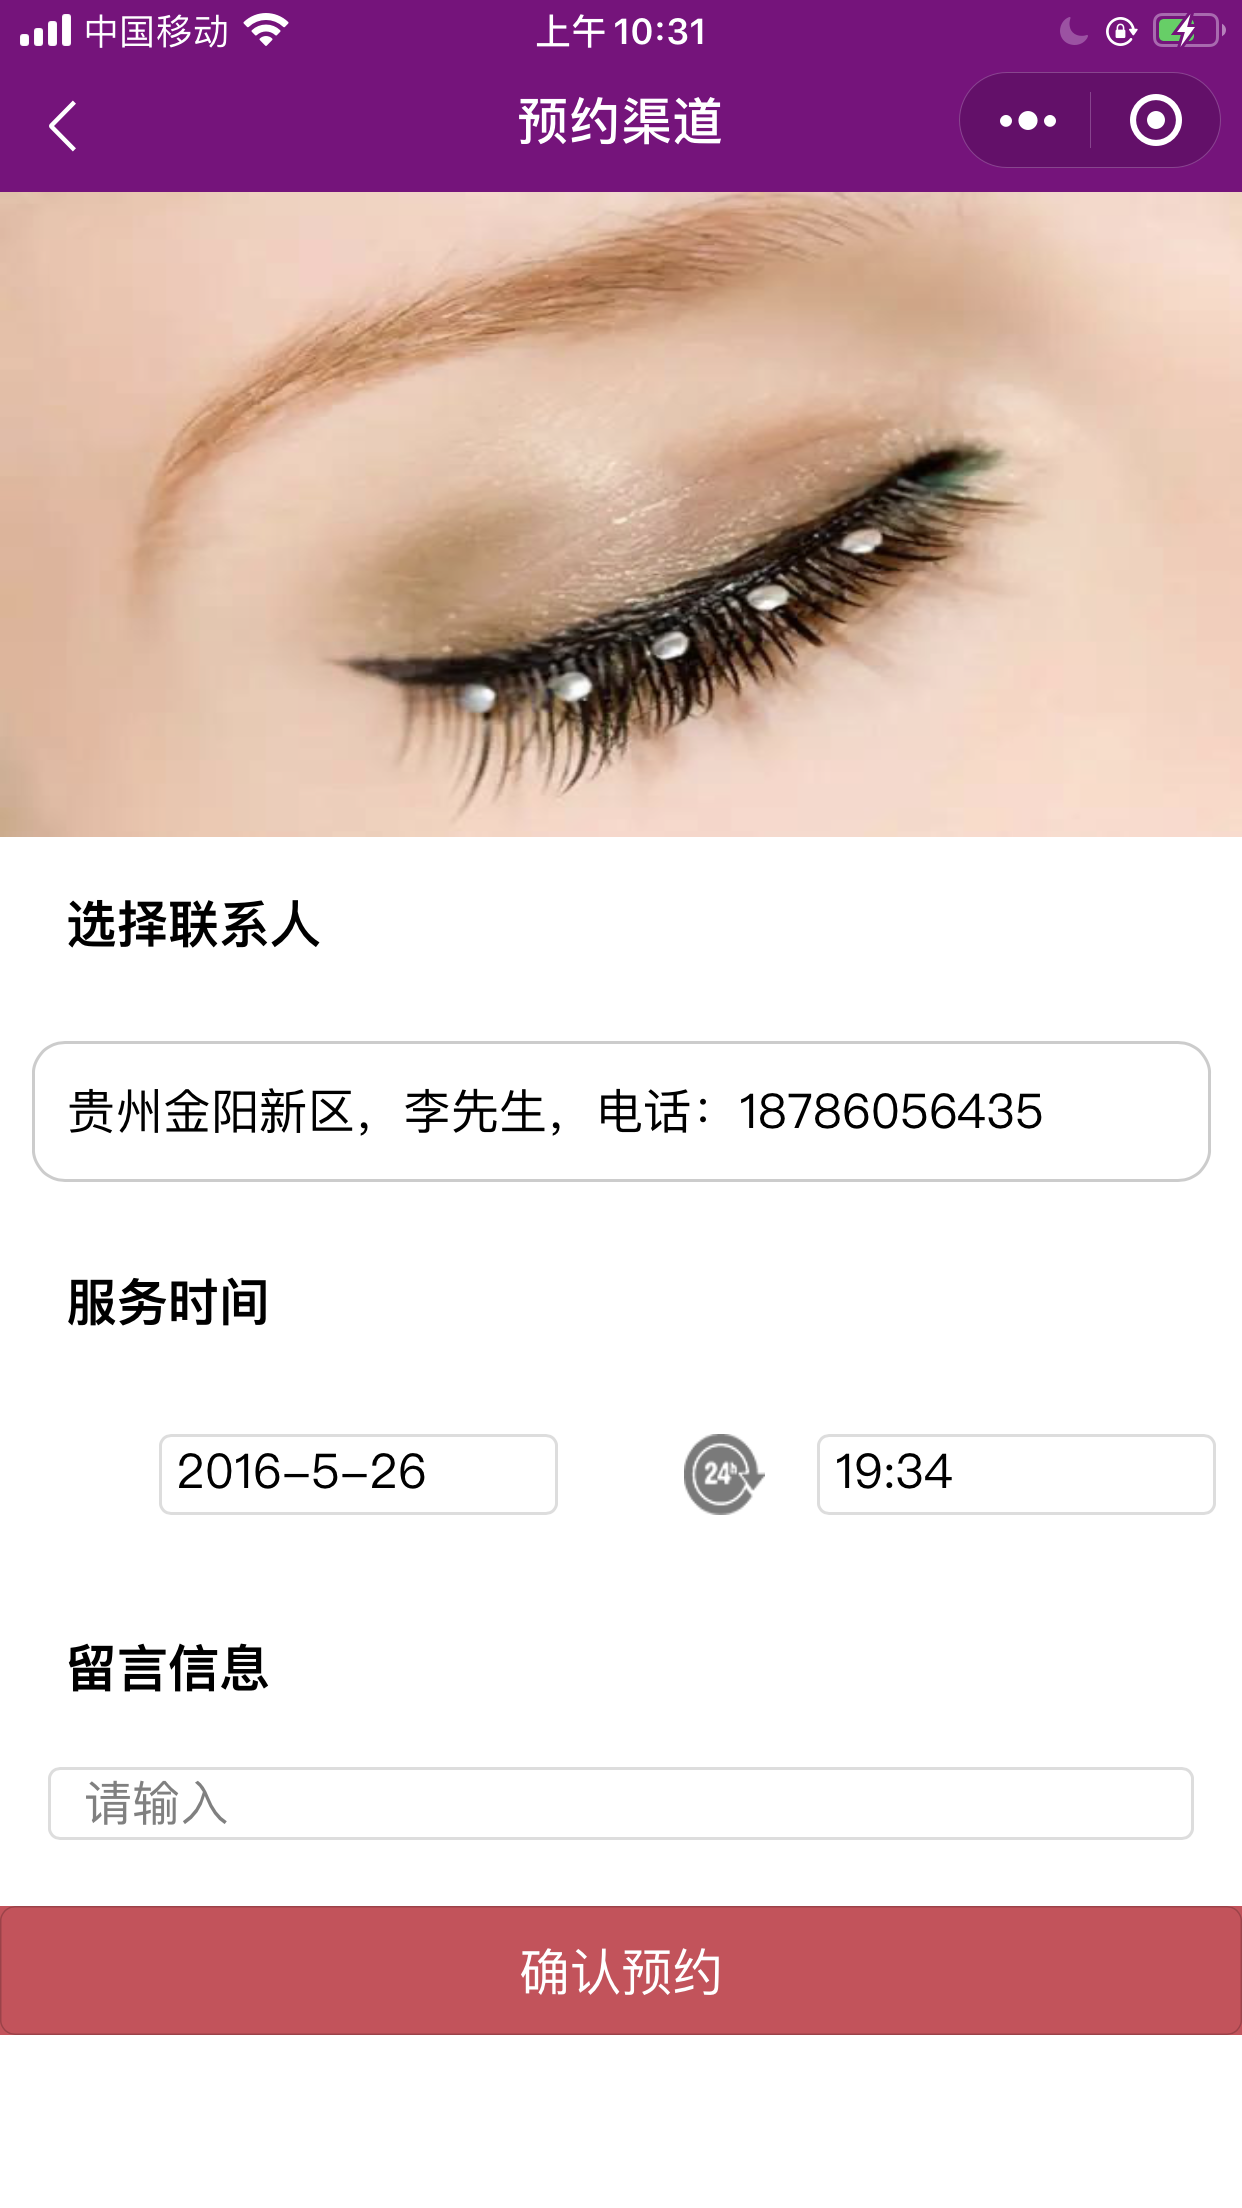 中国移动
上午10:31
预约渠道
选择联系人
贵州金阳新区，李先生，电话：18786056435
服务时间
2016-5-26
24h
19:34
留言信息
请输入
确认预约